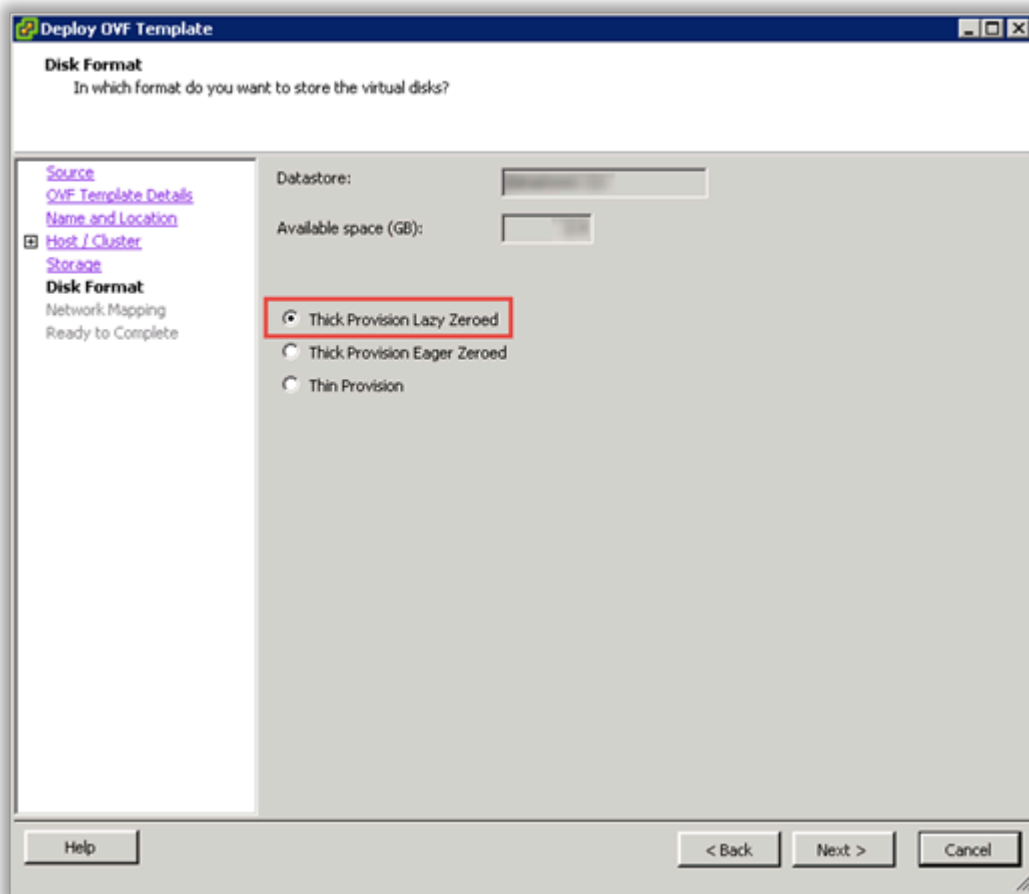 Deploy OVF Template
Disk Format
In which format do you want to store the virtual disks?
Source
OVF Template Details
Name and Location
Host / Cluster
Storage
Disk Format
Network Mapping
Ready to Complete
Datastore:
Available space (GB):
Thick Provision Lazy Zeroed
Thick Provision Eager Zeroed
Thin Provision
Help
< Back
Next >
Cancel